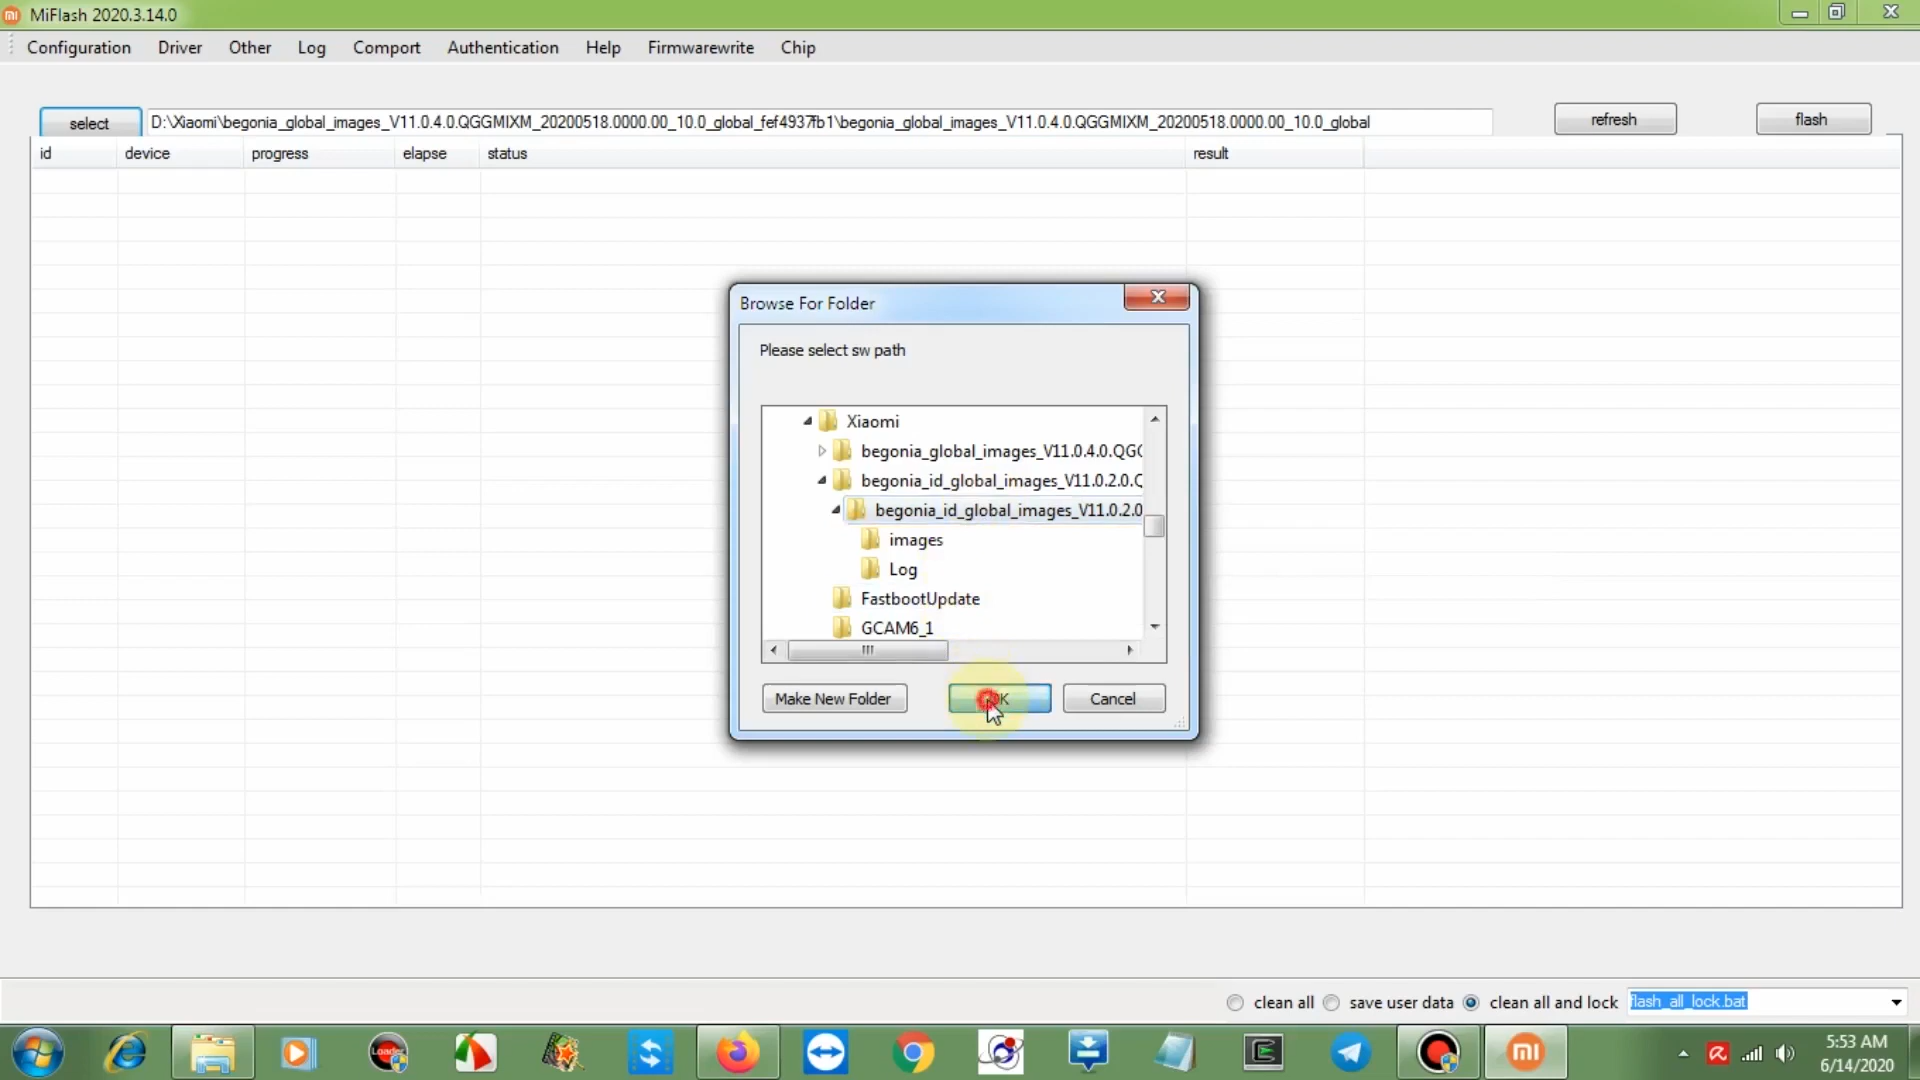 MiFlash 2020.3.14.0
Configuration Driver Other Log Comport Authentication Help Firmwarewrite Chip
select D:\Xiaomi\begonia_global_images_V11.0.4.0.QGGMIXM_20200518.0000.00_10.0_global_fef4937fb1\begonia_global_images_V11.0.4.0.QGGMIXM_20200518.0000.00_10.0_global refresh flash
id device progress elapse status result
Browse For Folder
Please select sw path
Xiaomi
begonia_global_images_V11.0.4.0.QG
begonia_id_global_images_V11.0.2.0.
begonia_id_global_images_V11.0.2.0
images
Log
FastbootUpdate
GCAM6_1
Make New Folder OK Cancel
clean all save user data clean all and lock flash_all_lock.bat
Loader
5:53 AM
6/14/2020